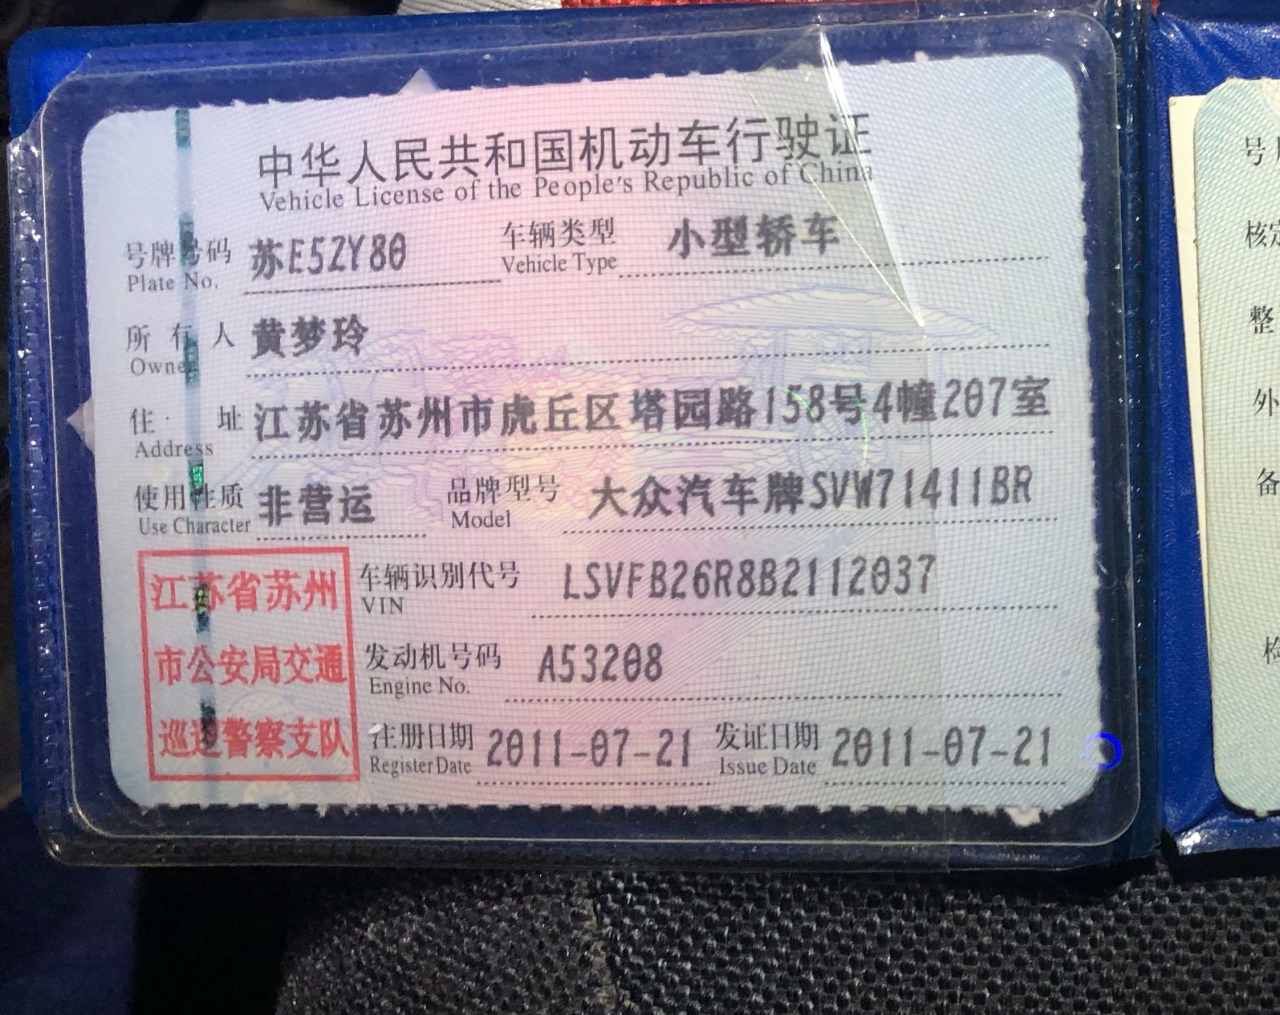 中华人民共和国机动车行驶证
Vehicle License of the People's Republic of China
号牌号码 苏E5ZY80 车辆类型 小型轿车
Plate No. Vehicle Type
所有人 黄梦玲
Owner
住址 江苏省苏州市虎丘区塔园路158号4幢207室
Address
使用性质 非营运 品牌型号 大众汽车牌SVW71411BR
Use Character Model
江苏省苏州
市公安局交通
巡逻警察支队
车辆识别代号 LSVFB26R8B2112037
VIN
发动机号码 A53208
Engine No.
注册日期 2011-07-21 发证日期 2011-07-21
Register Date Issue Date
号
核定
整
外
备